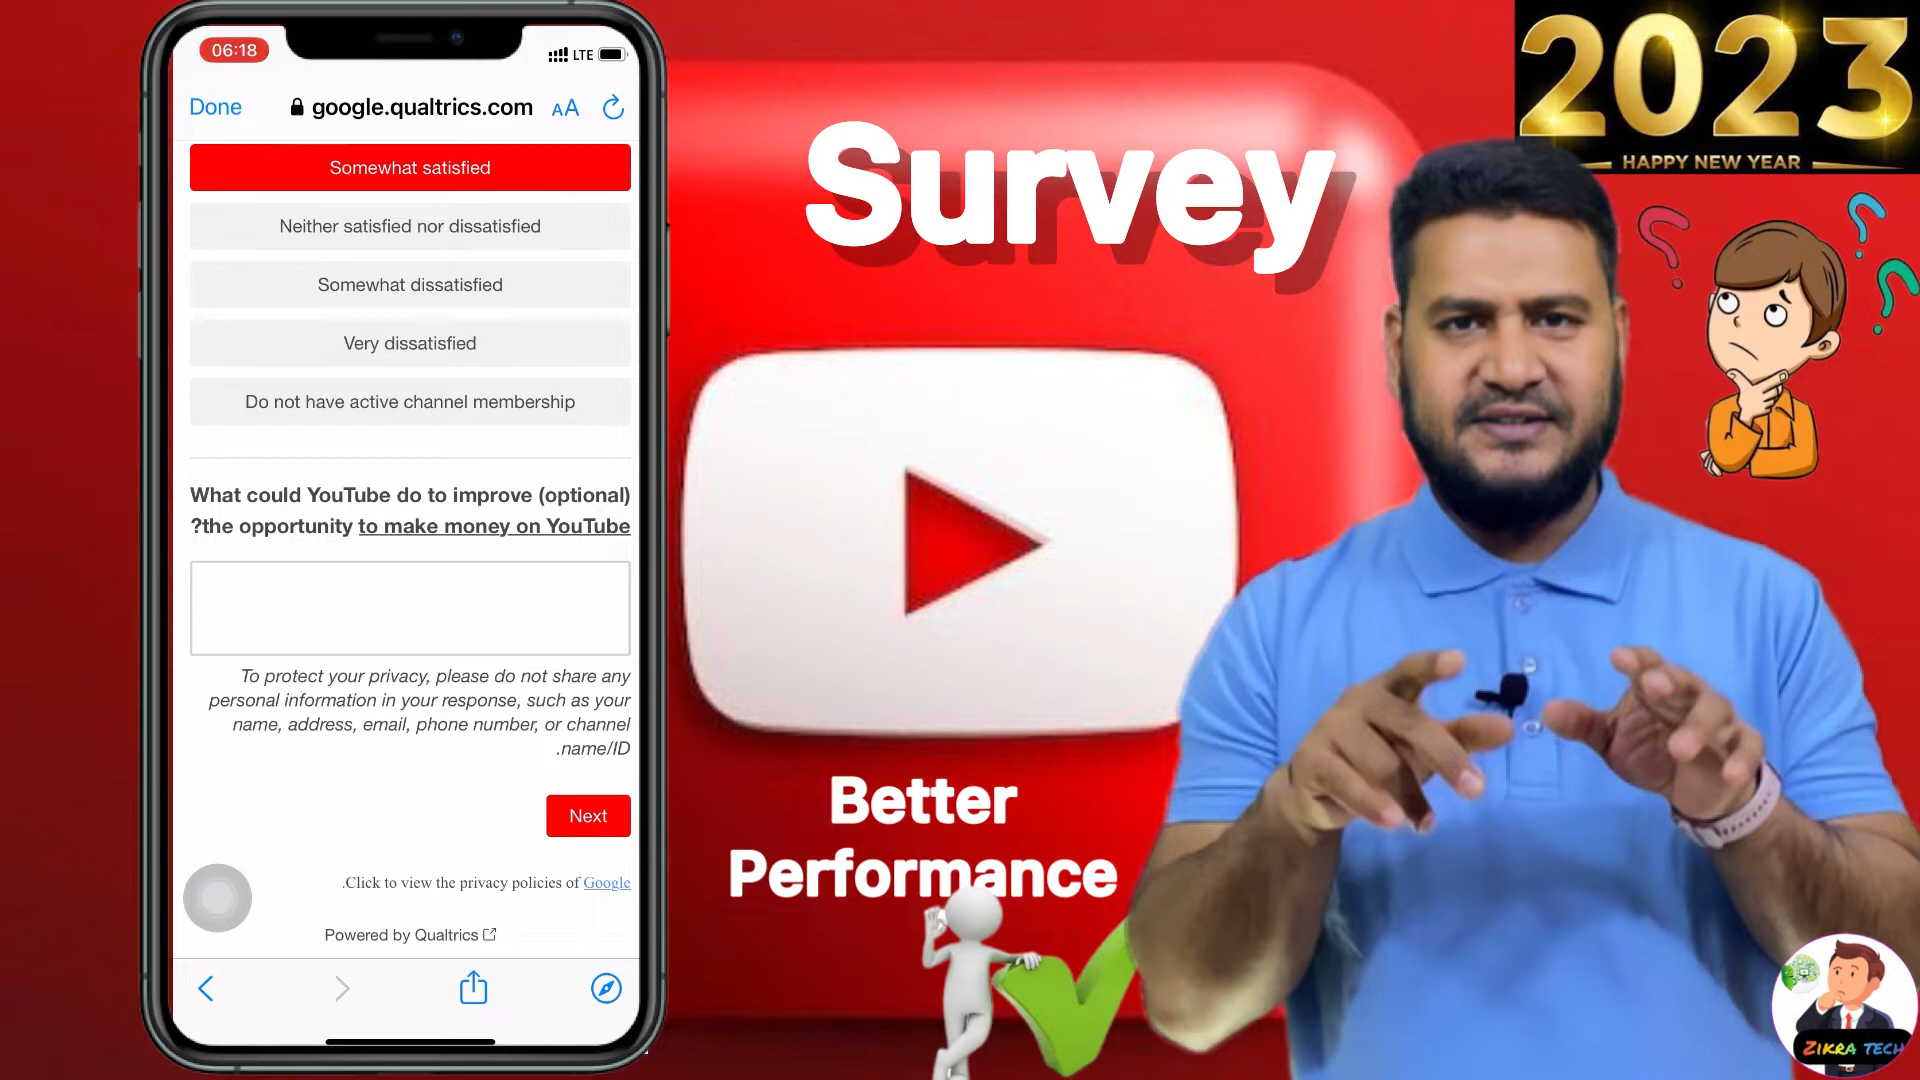 06:18
LTE
Done
google.qualtrics.com
AA
Somewhat satisfied
Neither satisfied nor dissatisfied
Somewhat dissatisfied
Very dissatisfied
Do not have active channel membership
What could YouTube do to improve (optional)
?the opportunity to make money on YouTube
To protect your privacy, please do not share any
personal information in your response, such as your
name, address, email, phone number, or channel
.name/ID
Next
.Click to view the privacy policies of Google
Powered by Qualtrics
Survey
Better
Performance
2023
HAPPY NEW YEAR
ZIKRA TECH